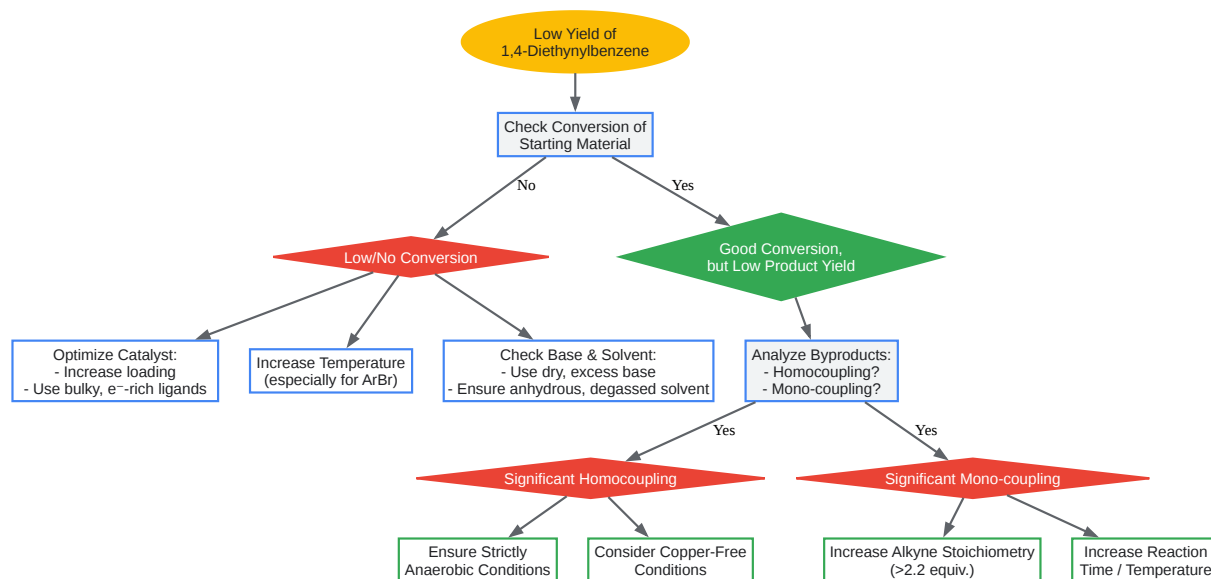 Low Yield of
1,4-Diethynylbenzene
Check Conversion of
Starting Material
No
Yes
Low/No Conversion
Good Conversion,
but Low Product Yield
Optimize Catalyst:
- Increase loading
- Use bulky, e⁻-rich ligands
Increase Temperature
(especially for ArBr)
Check Base & Solvent:
- Use dry, excess base
- Ensure anhydrous, degassed solvent
Analyze Byproducts:
- Homocoupling?
- Mono-coupling?
Yes
Yes
Significant Homocoupling
Significant Mono-coupling
Ensure Strictly
Anaerobic Conditions
Consider Copper-Free
Conditions
Increase Alkyne Stoichiometry
(>2.2 equiv.)
Increase Reaction
Time / Temperature